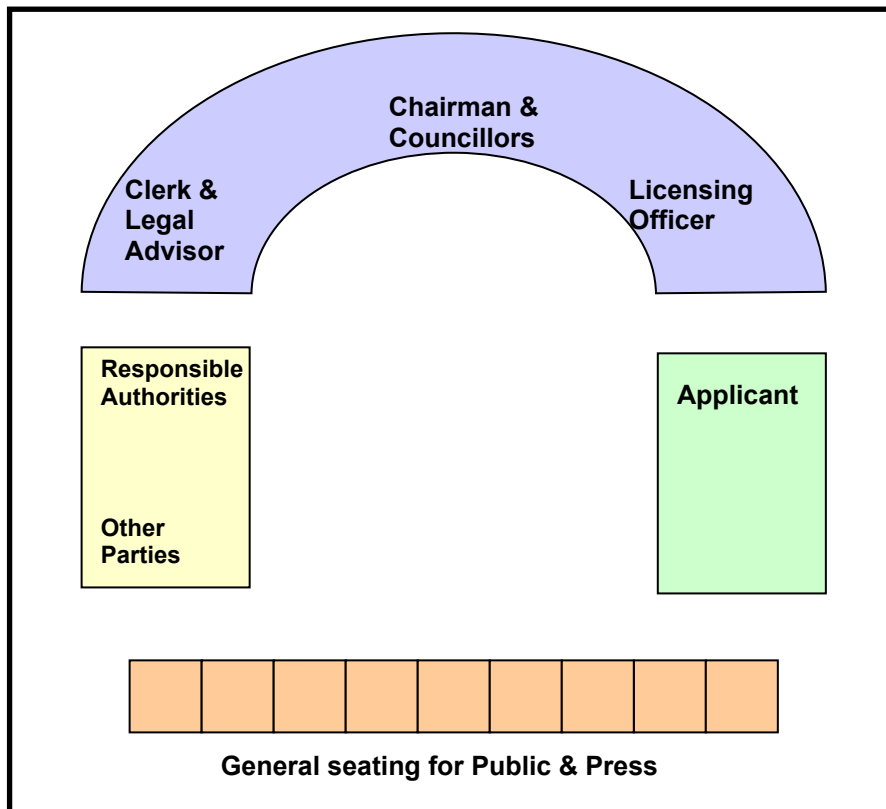 Chairman &
Councillors
Clerk &
Legal
Advisor
Licensing
Officer
Responsible
Authorities
Other
Parties
Applicant
General seating for Public & Press